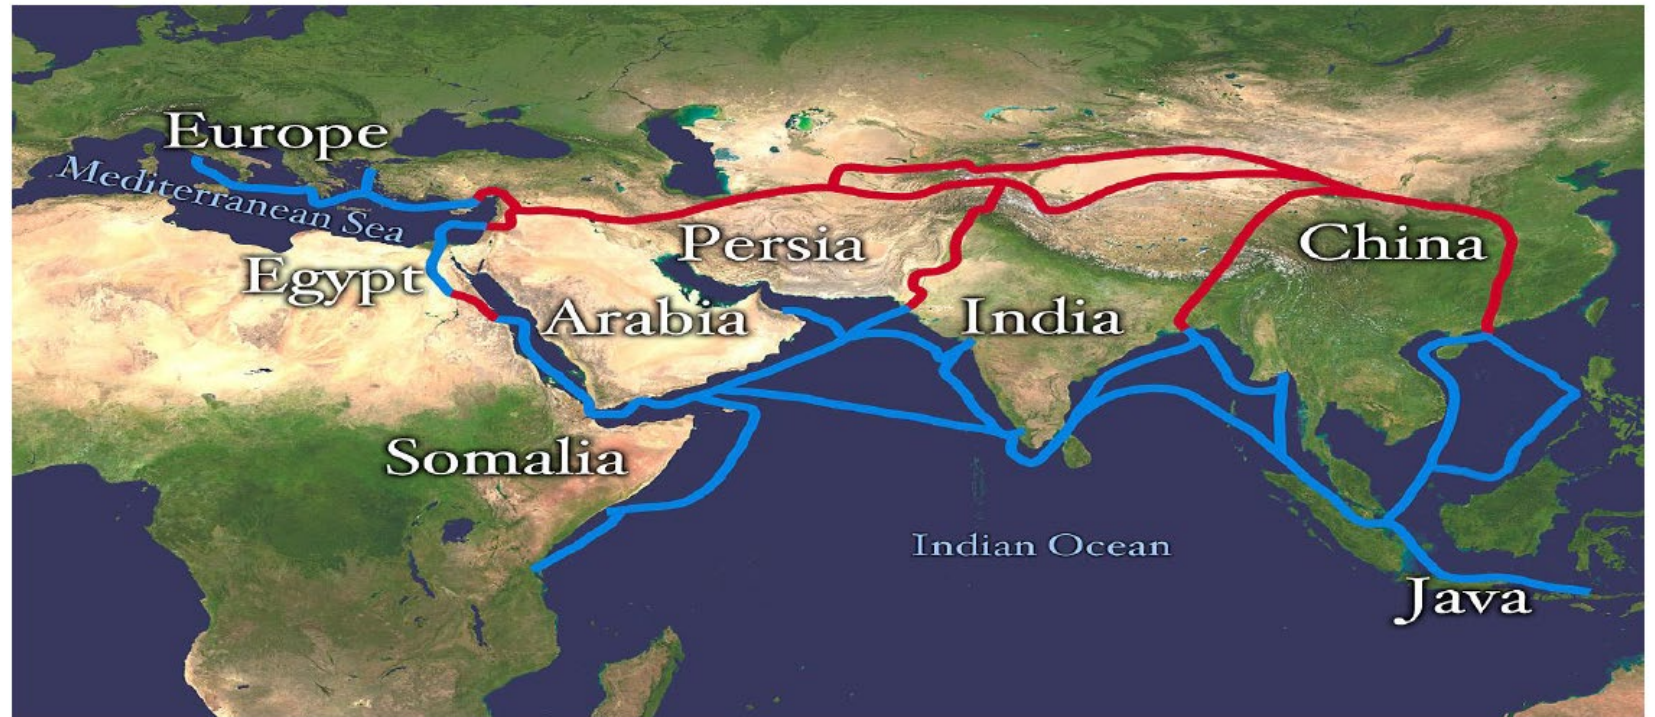 Europe
Mediterranean Sea
Egypt
Arabia
Persia
India
China
Somalia
Indian Ocean
Java